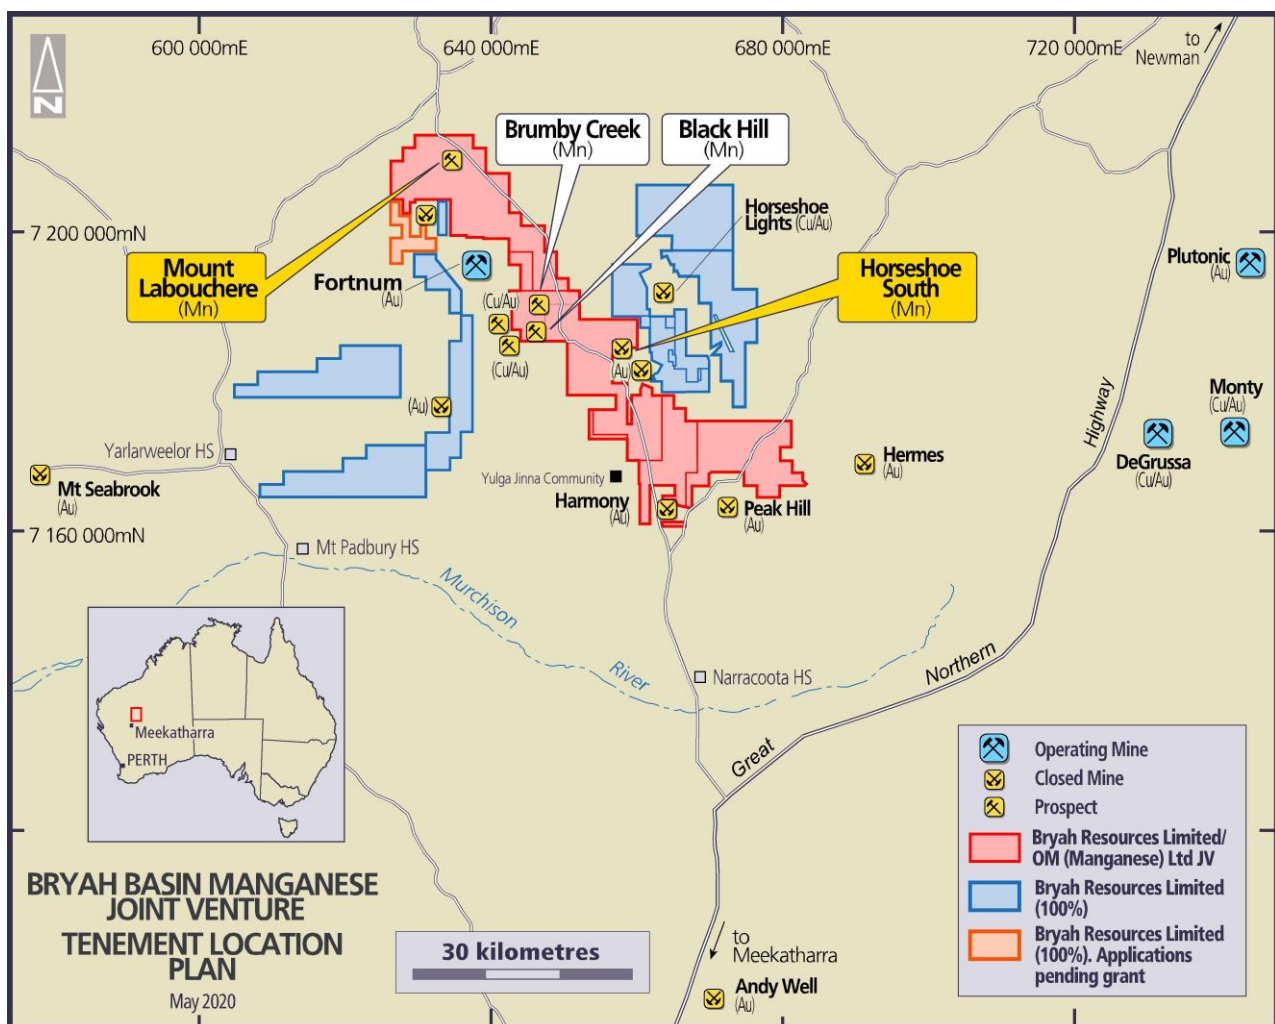 600 000mE
640 000mE
680 000mE
720 000mE
to
Newman
N
Brumby Creek
(Mn)
Black Hill
(Mn)
7 200 000mN
Mount
Labouchere
(Mn)
Fortnum
(Au)
(Cu/Au)
(Cu/Au)
Horseshoe
Lights (Cu/Au)
Horseshoe
South
(Mn)
(Au)
Plutonic
(Au)
Monty
(Cu/Au)
Highway
DeGrussa
(Cu/Au)
(Au)
Yarlarweelor HS
Mt Seabrook
(Au)
Yulga Jinna Community
Harmony
(Au)
Peak Hill
(Au)
Hermes
(Au)
7 160 000mN
Mt Padbury HS
Murchison
River
Narracoota HS
Northern
Great
Meekatharra
PERTH
Operating Mine
Closed Mine
Prospect
Bryah Resources Limited/
OM (Manganese) Ltd JV
Bryah Resources Limited
(100%)
Bryah Resources Limited
(100%). Applications
pending grant
BRYAH BASIN MANGANESE
JOINT VENTURE
TENEMENT LOCATION
PLAN
May 2020
30 kilometres
to
Meekatharra
Andy Well
(Au)